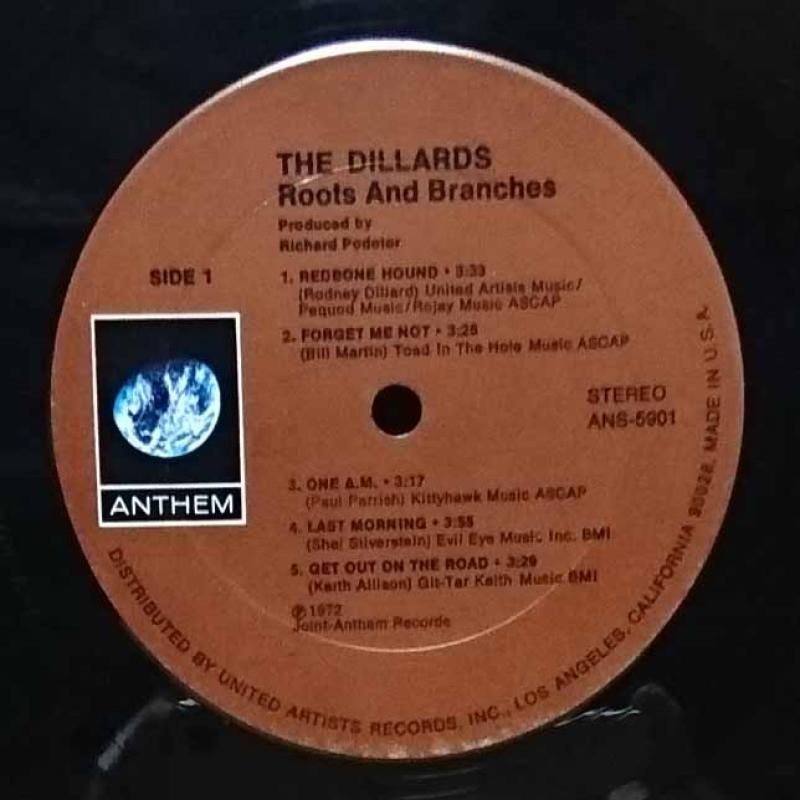 THE DILLARDS
Roots And Branches
Produced by
Richard Podolor
SIDE 1
1. REDBONE HOUND • 3:33
(Rodney Dillard) United Artists Music/
Pequod Music/Rojay Music ASCAP
2. FORGET ME NOT • 3:28
(Bill Martin) Toad In The Hole Music ASCAP
STEREO
ANS-5901
ANTHEM
3. ONE A.M. • 3:17
(Paul Parrish) Kittyhawk Music ASCAP
4. LAST MORNING • 3:55
(Shel Silverstein) Evil Eye Music Inc. BMI
5. GET OUT ON THE ROAD • 3:29
(Keith Allison) Git-Tar Keith Music BMI
℗ 1972
Joint-Anthem Records
DISTRIBUTED BY UNITED ARTISTS RECORDS, INC., LOS ANGELES, CALIFORNIA 90028. MADE IN U.S.A.